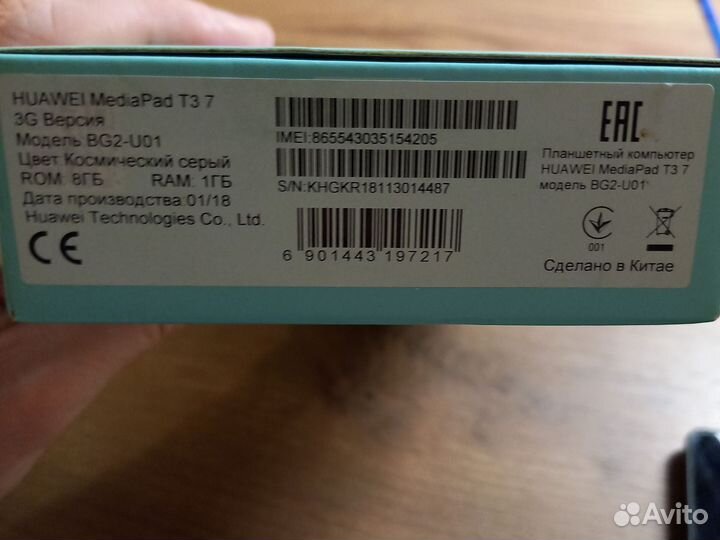 HUAWEI MediaPad T3 7
3G Версия
Модель BG2-U01
Цвет:Космический серый
ROM: 8ГБ RAM: 1ГБ
Дата производства:01/18
Huawei Technologies Co., Ltd.
CE
IMEI:865543035154205
S/N:KHGKR18113014487
6 901443 197217
EAC
Планшетный компьютер
HUAWEI MediaPad T3 7
модель BG2-U01
001
Сделано в Китае
Avito